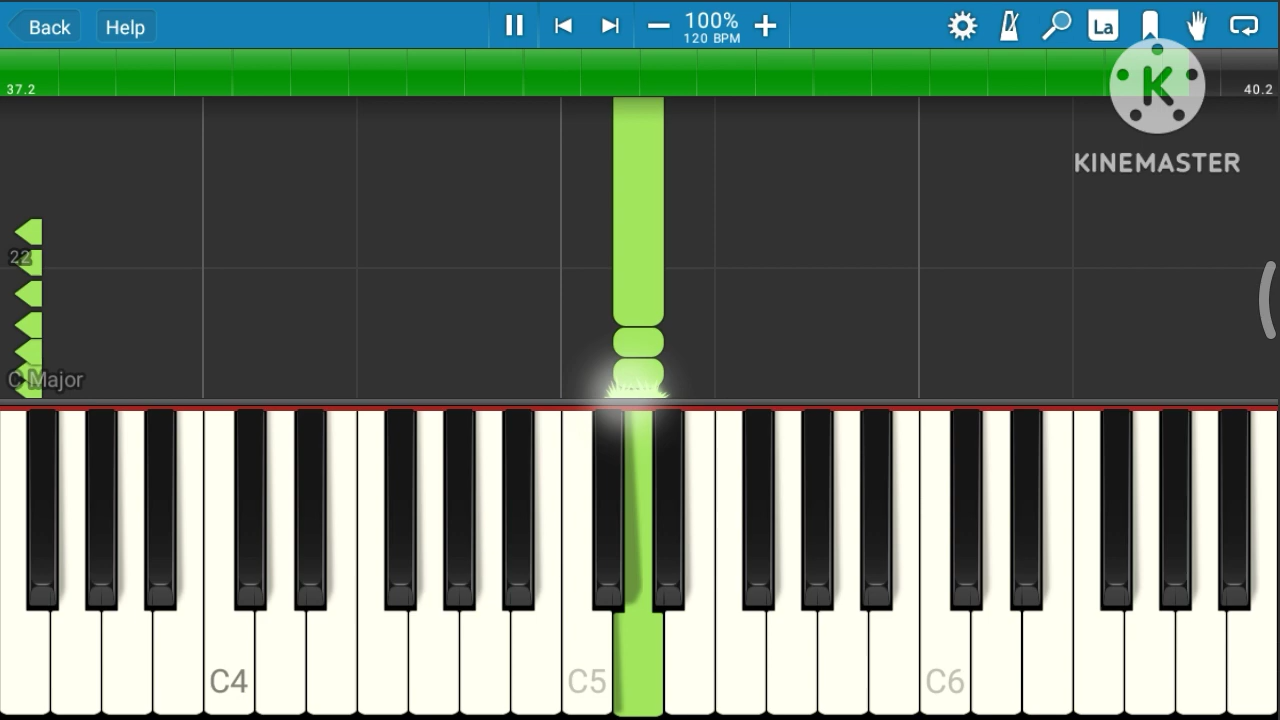 Back
Help
100%
120 BPM
La
37.2
40.2
K
KINEMASTER
22
C Major
C4
C5
C6